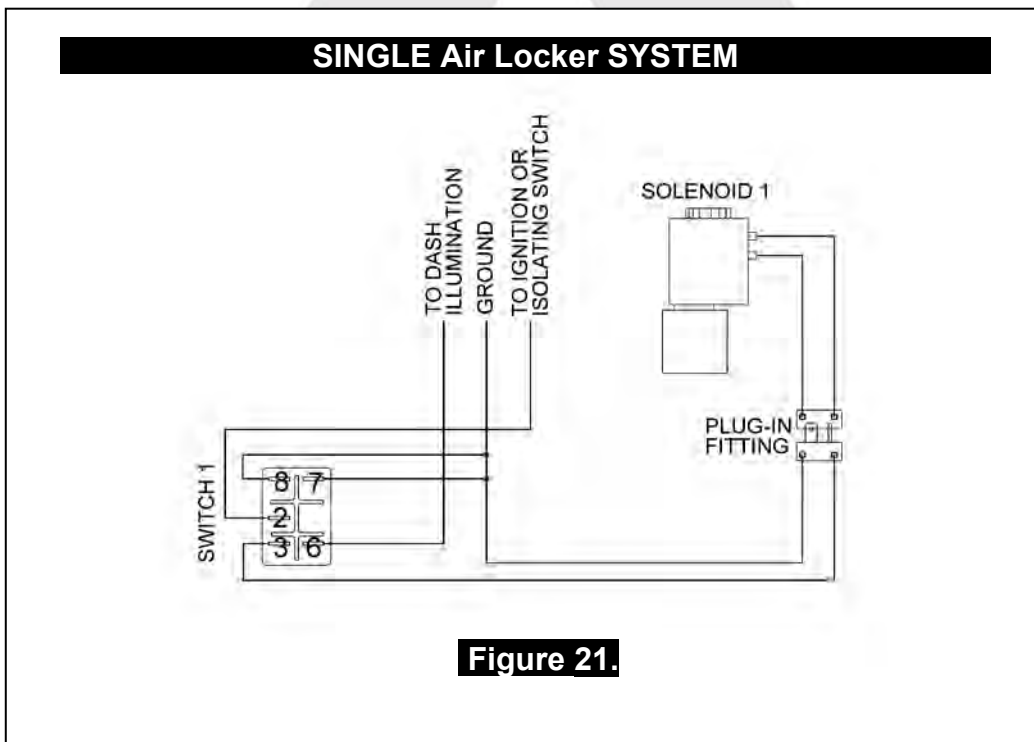 SINGLE Air Locker SYSTEM
TO DASH
ILLUMINATION
GROUND
TO IGNITION OR
ISOLATING SWITCH
SOLENOID 1
PLUG-IN
FITTING
SWITCH 1
8 7
2
3 6
Figure 21.